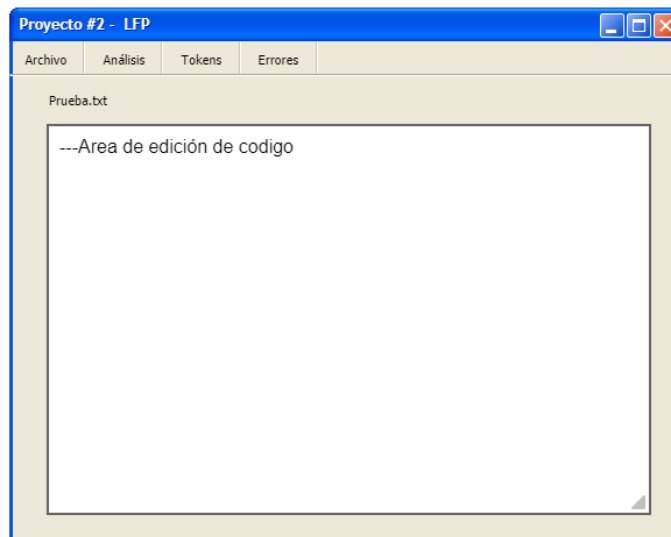 Proyecto #2 - LFP
Archivo Análisis Tokens Errores
Prueba.txt
---Area de edición de codigo